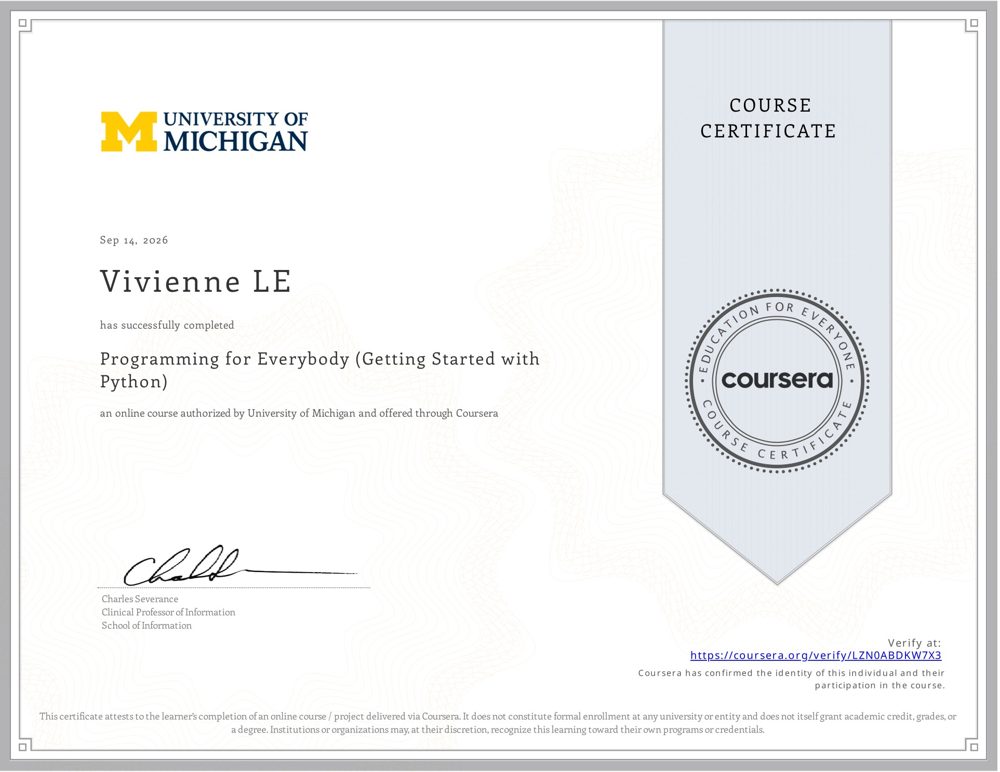 UNIVERSITY OF
MICHIGAN
COURSE
CERTIFICATE
Sep 14, 2026
Vivienne LE
has successfully completed
Programming for Everybody (Getting Started with
Python)
an online course authorized by University of Michigan and offered through Coursera
EDUCATION FOR EVERYONE
coursera
COURSE CERTIFICATE
Charles Severance
Clinical Professor of Information
School of Information
Verify at:
https://coursera.org/verify/LZN0ABDKW7X3
Coursera has confirmed the identity of this individual and their
participation in the course.
This certificate attests to the learner's completion of an online course / project delivered via Coursera. It does not constitute formal enrollment at any university or entity and does not itself grant academic credit, grades, or
a degree. Institutions or organizations may, at their discretion, recognize this learning toward their own programs or credentials.